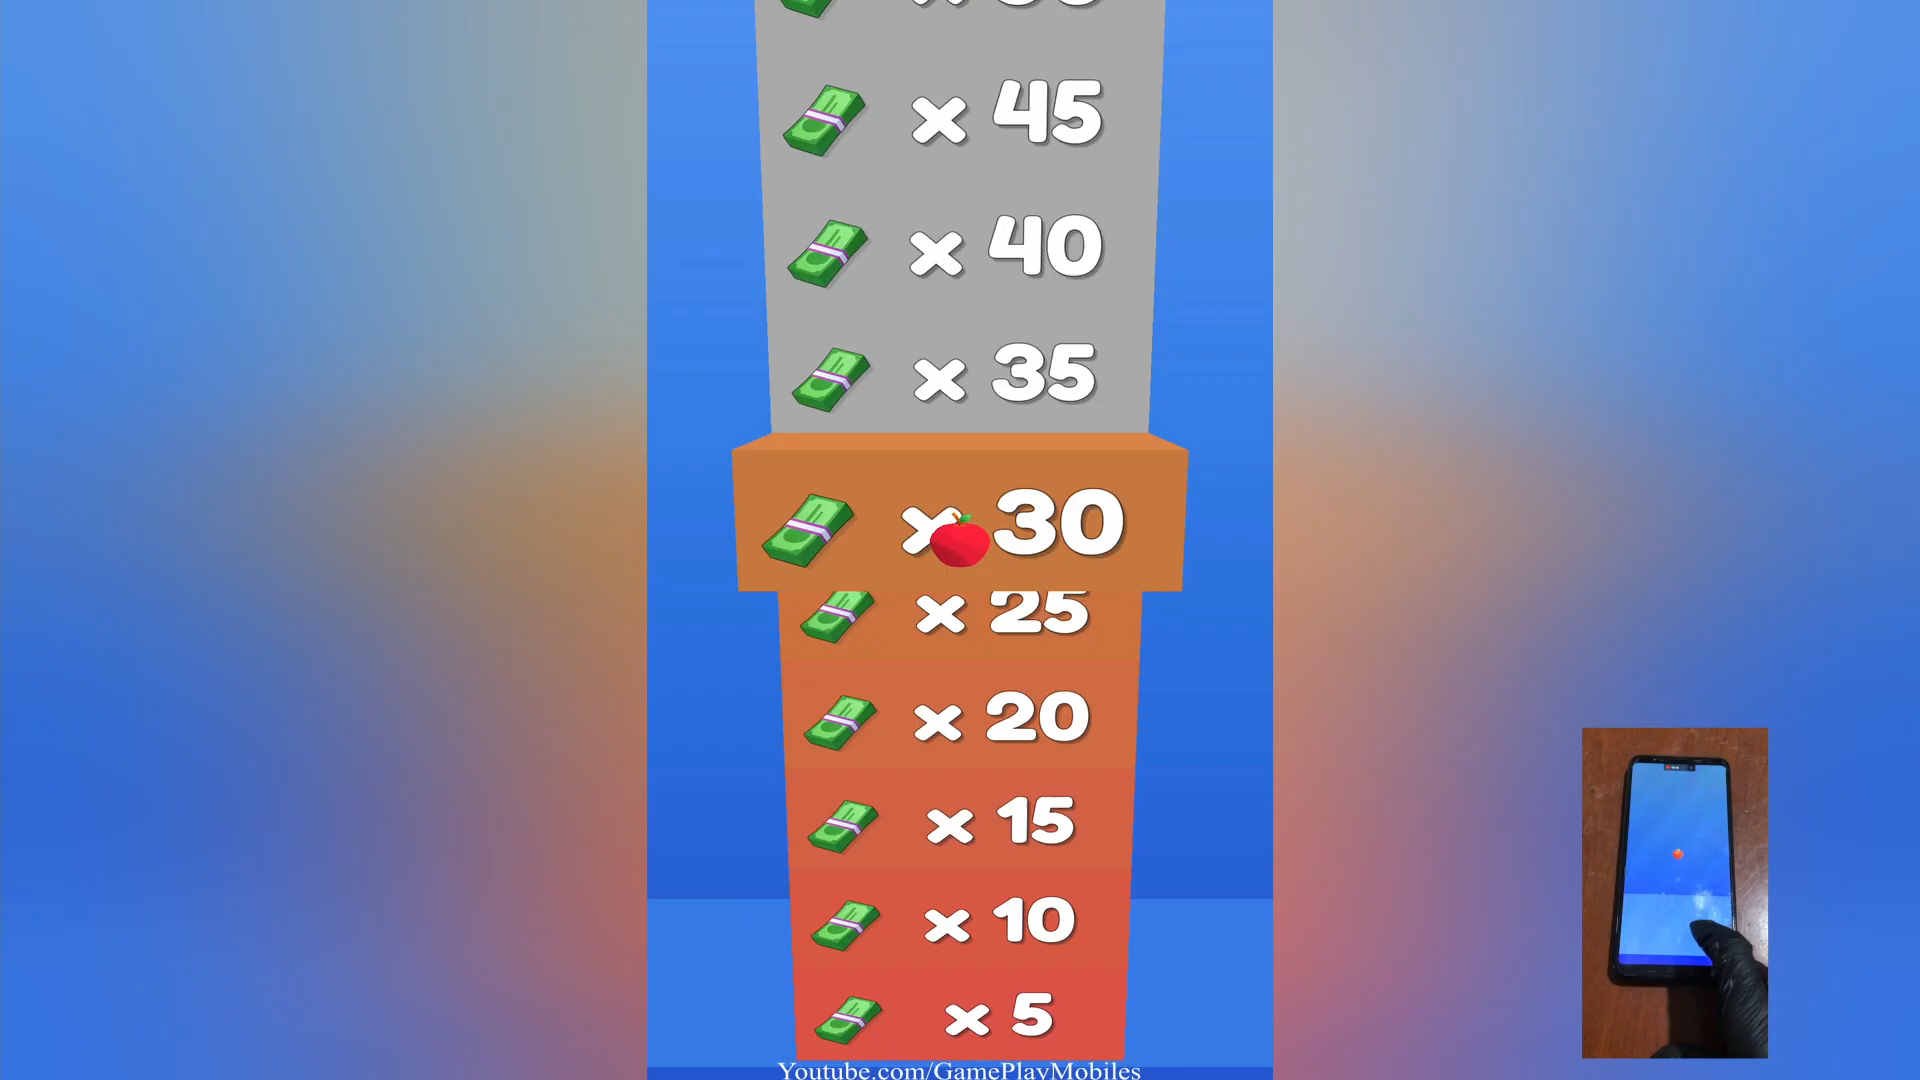 x 45
x 40
x 35
x 30
x 25
x 20
x 15
x 10
x 5
Youtube.com/GamePlayMobiles